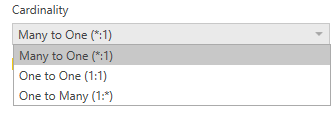 Cardinality
Many to One (*:1)
Many to One (*:1)
One to One (1:1)
One to Many (1:*)